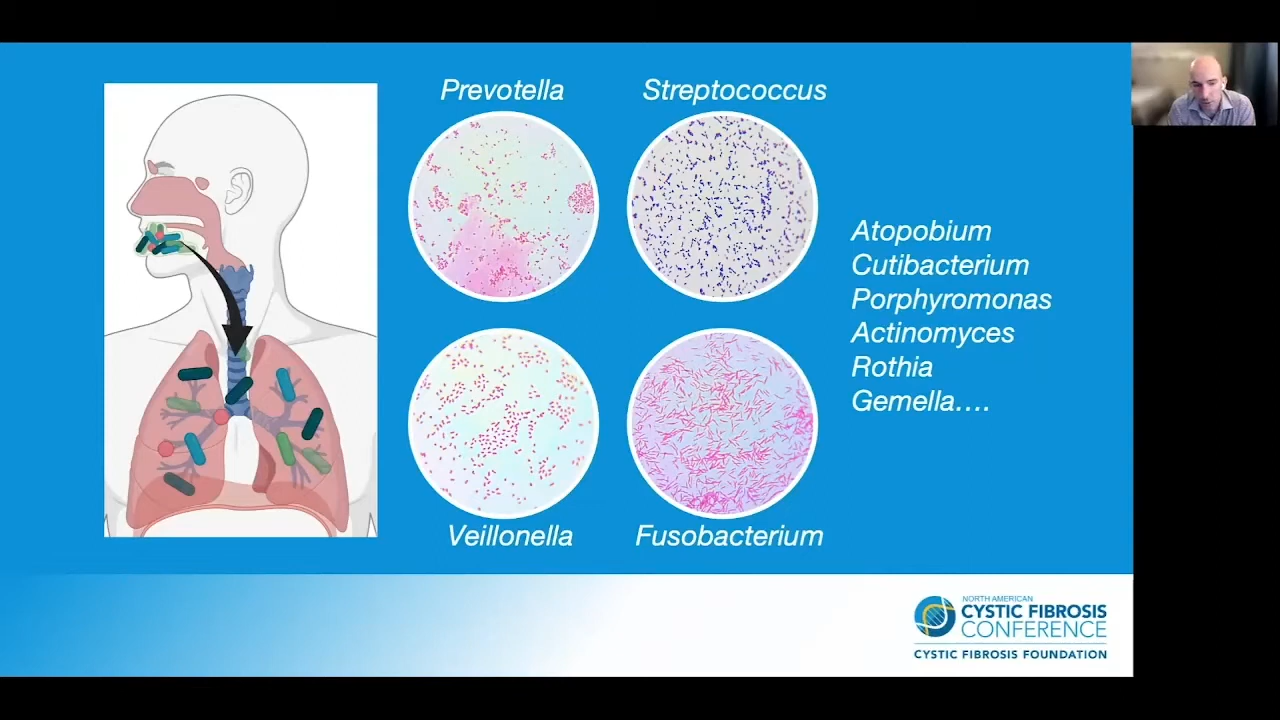 Prevotella
Streptococcus
Veillonella
Fusobacterium
Atopobium
Cutibacterium
Porphyromonas
Actinomyces
Rothia
Gemella....
NORTH AMERICAN
CYSTIC FIBROSIS
CONFERENCE
CYSTIC FIBROSIS FOUNDATION